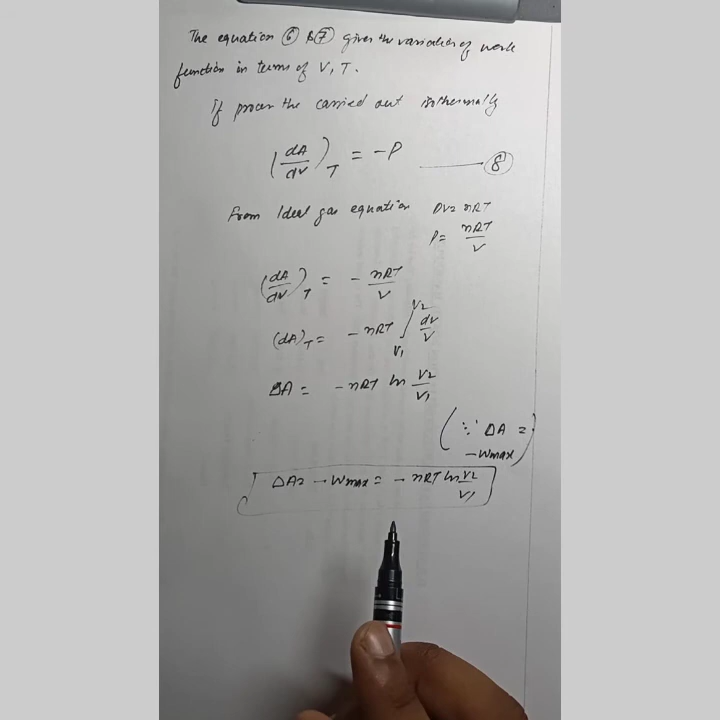 The equation ⑥ & ⑦ gives the variation of work
function in terms of V, T.
If process the carried out isothermally
(dA/dV)T = -P ⑧
From Ideal gas equation PV= nRT
P= nRT/V
(dA/dV)T = - nRT/V
(dA)T = - nRT ∫V1 V2 dV/V
ΔA = - nRT ln V2/V1
(∵ ΔA =
-Wmax)
ΔA= -Wmax = - nRT ln V2/V1